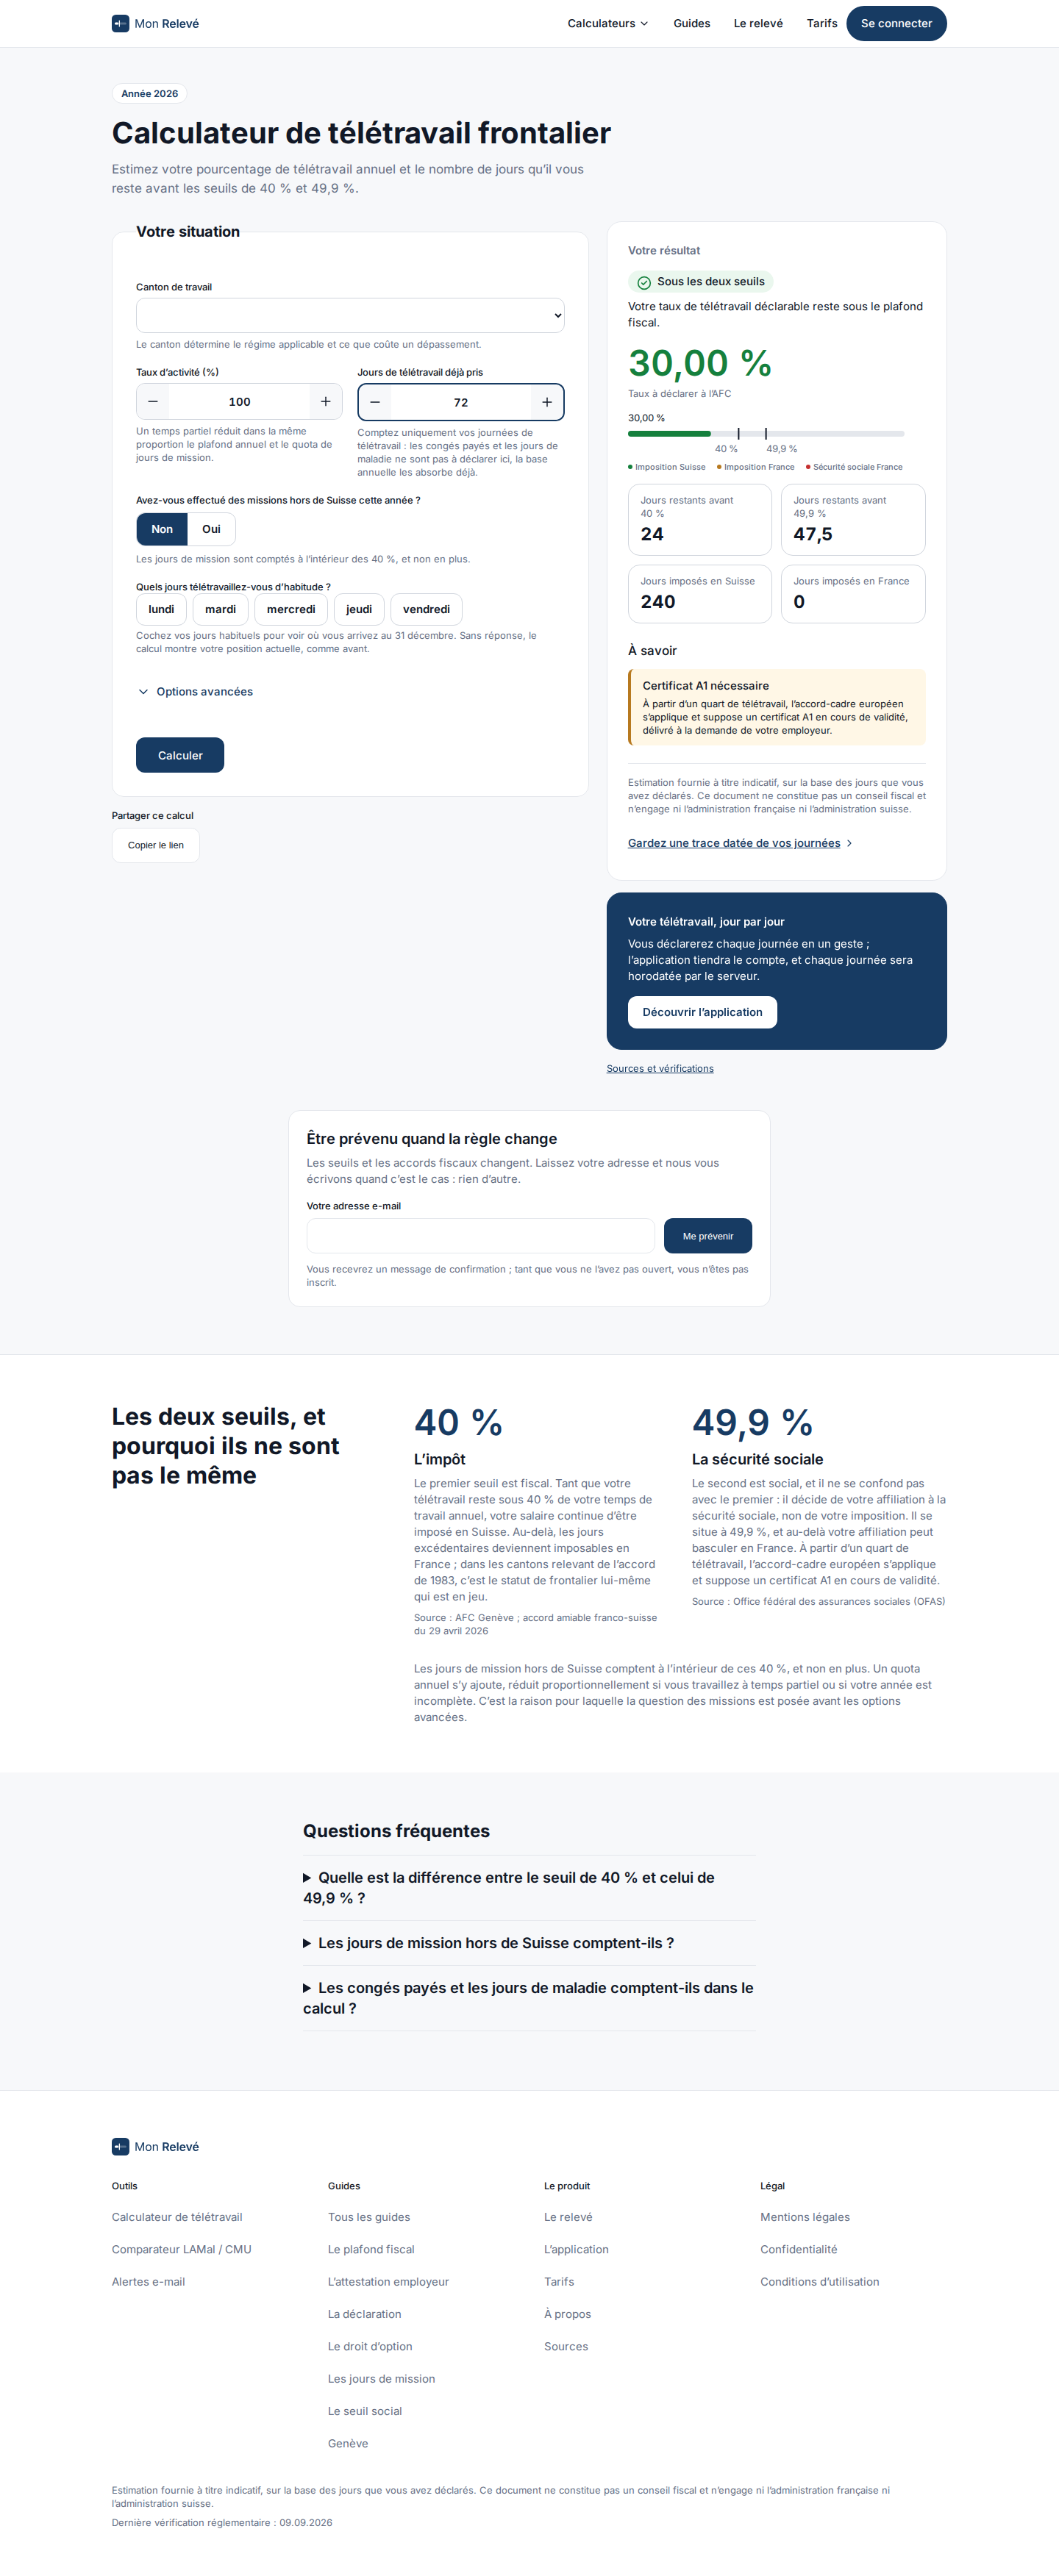 Mon Relevé
Calculateurs
Guides
Le relevé
Tarifs
Se connecter
Année 2026
Calculateur de télétravail frontalier
Estimez votre pourcentage de télétravail annuel et le nombre de jours qu’il vous
reste avant les seuils de 40 % et 49,9 %.
Votre situation
Canton de travail
Le canton détermine le régime applicable et ce que coûte un dépassement.
Taux d’activité (%)
100
Un temps partiel réduit dans la même
proportion le plafond annuel et le quota de
jours de mission.
Jours de télétravail déjà pris
72
Comptez uniquement vos journées de
télétravail : les congés payés et les jours de
maladie ne sont pas à déclarer ici, la base
annuelle les absorbe déjà.
Avez-vous effectué des missions hors de Suisse cette année ?
Non
Oui
Les jours de mission sont comptés à l’intérieur des 40 %, et non en plus.
Quels jours télétravaillez-vous d’habitude ?
lundi
mardi
mercredi
jeudi
vendredi
Cochez vos jours habituels pour voir où vous arrivez au 31 décembre. Sans réponse, le
calcul montre votre position actuelle, comme avant.
Options avancées
Calculer
Partager ce calcul
Copier le lien
Votre résultat
Sous les deux seuils
Votre taux de télétravail déclarable reste sous le plafond
fiscal.
30,00 %
Taux à déclarer à l’AFC
30,00 %
40 %
49,9 %
Imposition Suisse
Imposition France
Sécurité sociale France
Jours restants avant
40 %
24
Jours restants avant
49,9 %
47,5
Jours imposés en Suisse
240
Jours imposés en France
0
À savoir
Certificat A1 nécessaire
À partir d’un quart de télétravail, l’accord-cadre européen
s’applique et suppose un certificat A1 en cours de validité,
délivré à la demande de votre employeur.
Estimation fournie à titre indicatif, sur la base des jours que vous
avez déclarés. Ce document ne constitue pas un conseil fiscal et
n’engage ni l’administration française ni l’administration suisse.
Gardez une trace datée de vos journées
Votre télétravail, jour par jour
Vous déclarerez chaque journée en un geste ;
l’application tiendra le compte, et chaque journée sera
horodatée par le serveur.
Découvrir l’application
Sources et vérifications
Être prévenu quand la règle change
Les seuils et les accords fiscaux changent. Laissez votre adresse et nous vous
écrivons quand c’est le cas : rien d’autre.
Votre adresse e-mail
Me prévenir
Vous recevrez un message de confirmation ; tant que vous ne l’avez pas ouvert, vous n’êtes pas
inscrit.
Les deux seuils, et
pourquoi ils ne sont
pas le même
40 %
L’impôt
Le premier seuil est fiscal. Tant que votre
télétravail reste sous 40 % de votre temps de
travail annuel, votre salaire continue d’être
imposé en Suisse. Au-delà, les jours
excédentaires deviennent imposables en
France ; dans les cantons relevant de l’accord
de 1983, c’est le statut de frontalier lui-même
qui est en jeu.
Source : AFC Genève ; accord amiable franco-suisse
du 29 avril 2026
49,9 %
La sécurité sociale
Le second est social, et il ne se confond pas
avec le premier : il décide de votre affiliation à la
sécurité sociale, non de votre imposition. Il se
situe à 49,9 %, et au-delà votre affiliation peut
basculer en France. À partir d’un quart de
télétravail, l’accord-cadre européen s’applique
et suppose un certificat A1 en cours de validité.
Source : Office fédéral des assurances sociales (OFAS)
Les jours de mission hors de Suisse comptent à l’intérieur de ces 40 %, et non en plus. Un quota
annuel s’y ajoute, réduit proportionnellement si vous travaillez à temps partiel ou si votre année est
incomplète. C’est la raison pour laquelle la question des missions est posée avant les options
avancées.
Questions fréquentes
Quelle est la différence entre le seuil de 40 % et celui de
49,9 % ?
Les jours de mission hors de Suisse comptent-ils ?
Les congés payés et les jours de maladie comptent-ils dans le
calcul ?
Mon Relevé
Outils
Calculateur de télétravail
Comparateur LAMal / CMU
Alertes e-mail
Guides
Tous les guides
Le plafond fiscal
L’attestation employeur
La déclaration
Le droit d’option
Les jours de mission
Le seuil social
Genève
Le produit
Le relevé
L’application
Tarifs
À propos
Sources
Légal
Mentions légales
Confidentialité
Conditions d’utilisation
Estimation fournie à titre indicatif, sur la base des jours que vous avez déclarés. Ce document ne constitue pas un conseil fiscal et n’engage ni l’administration française ni
l’administration suisse.
Dernière vérification réglementaire : 09.09.2026